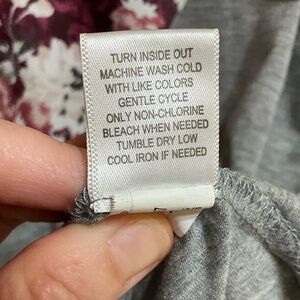 TURN INSIDE OUT
MACHINE WASH COLD
WITH LIKE COLORS
GENTLE CYCLE
ONLY NON-CHLORINE
BLEACH WHEN NEEDED
TUMBLE DRY LOW
COOL IRON IF NEEDED